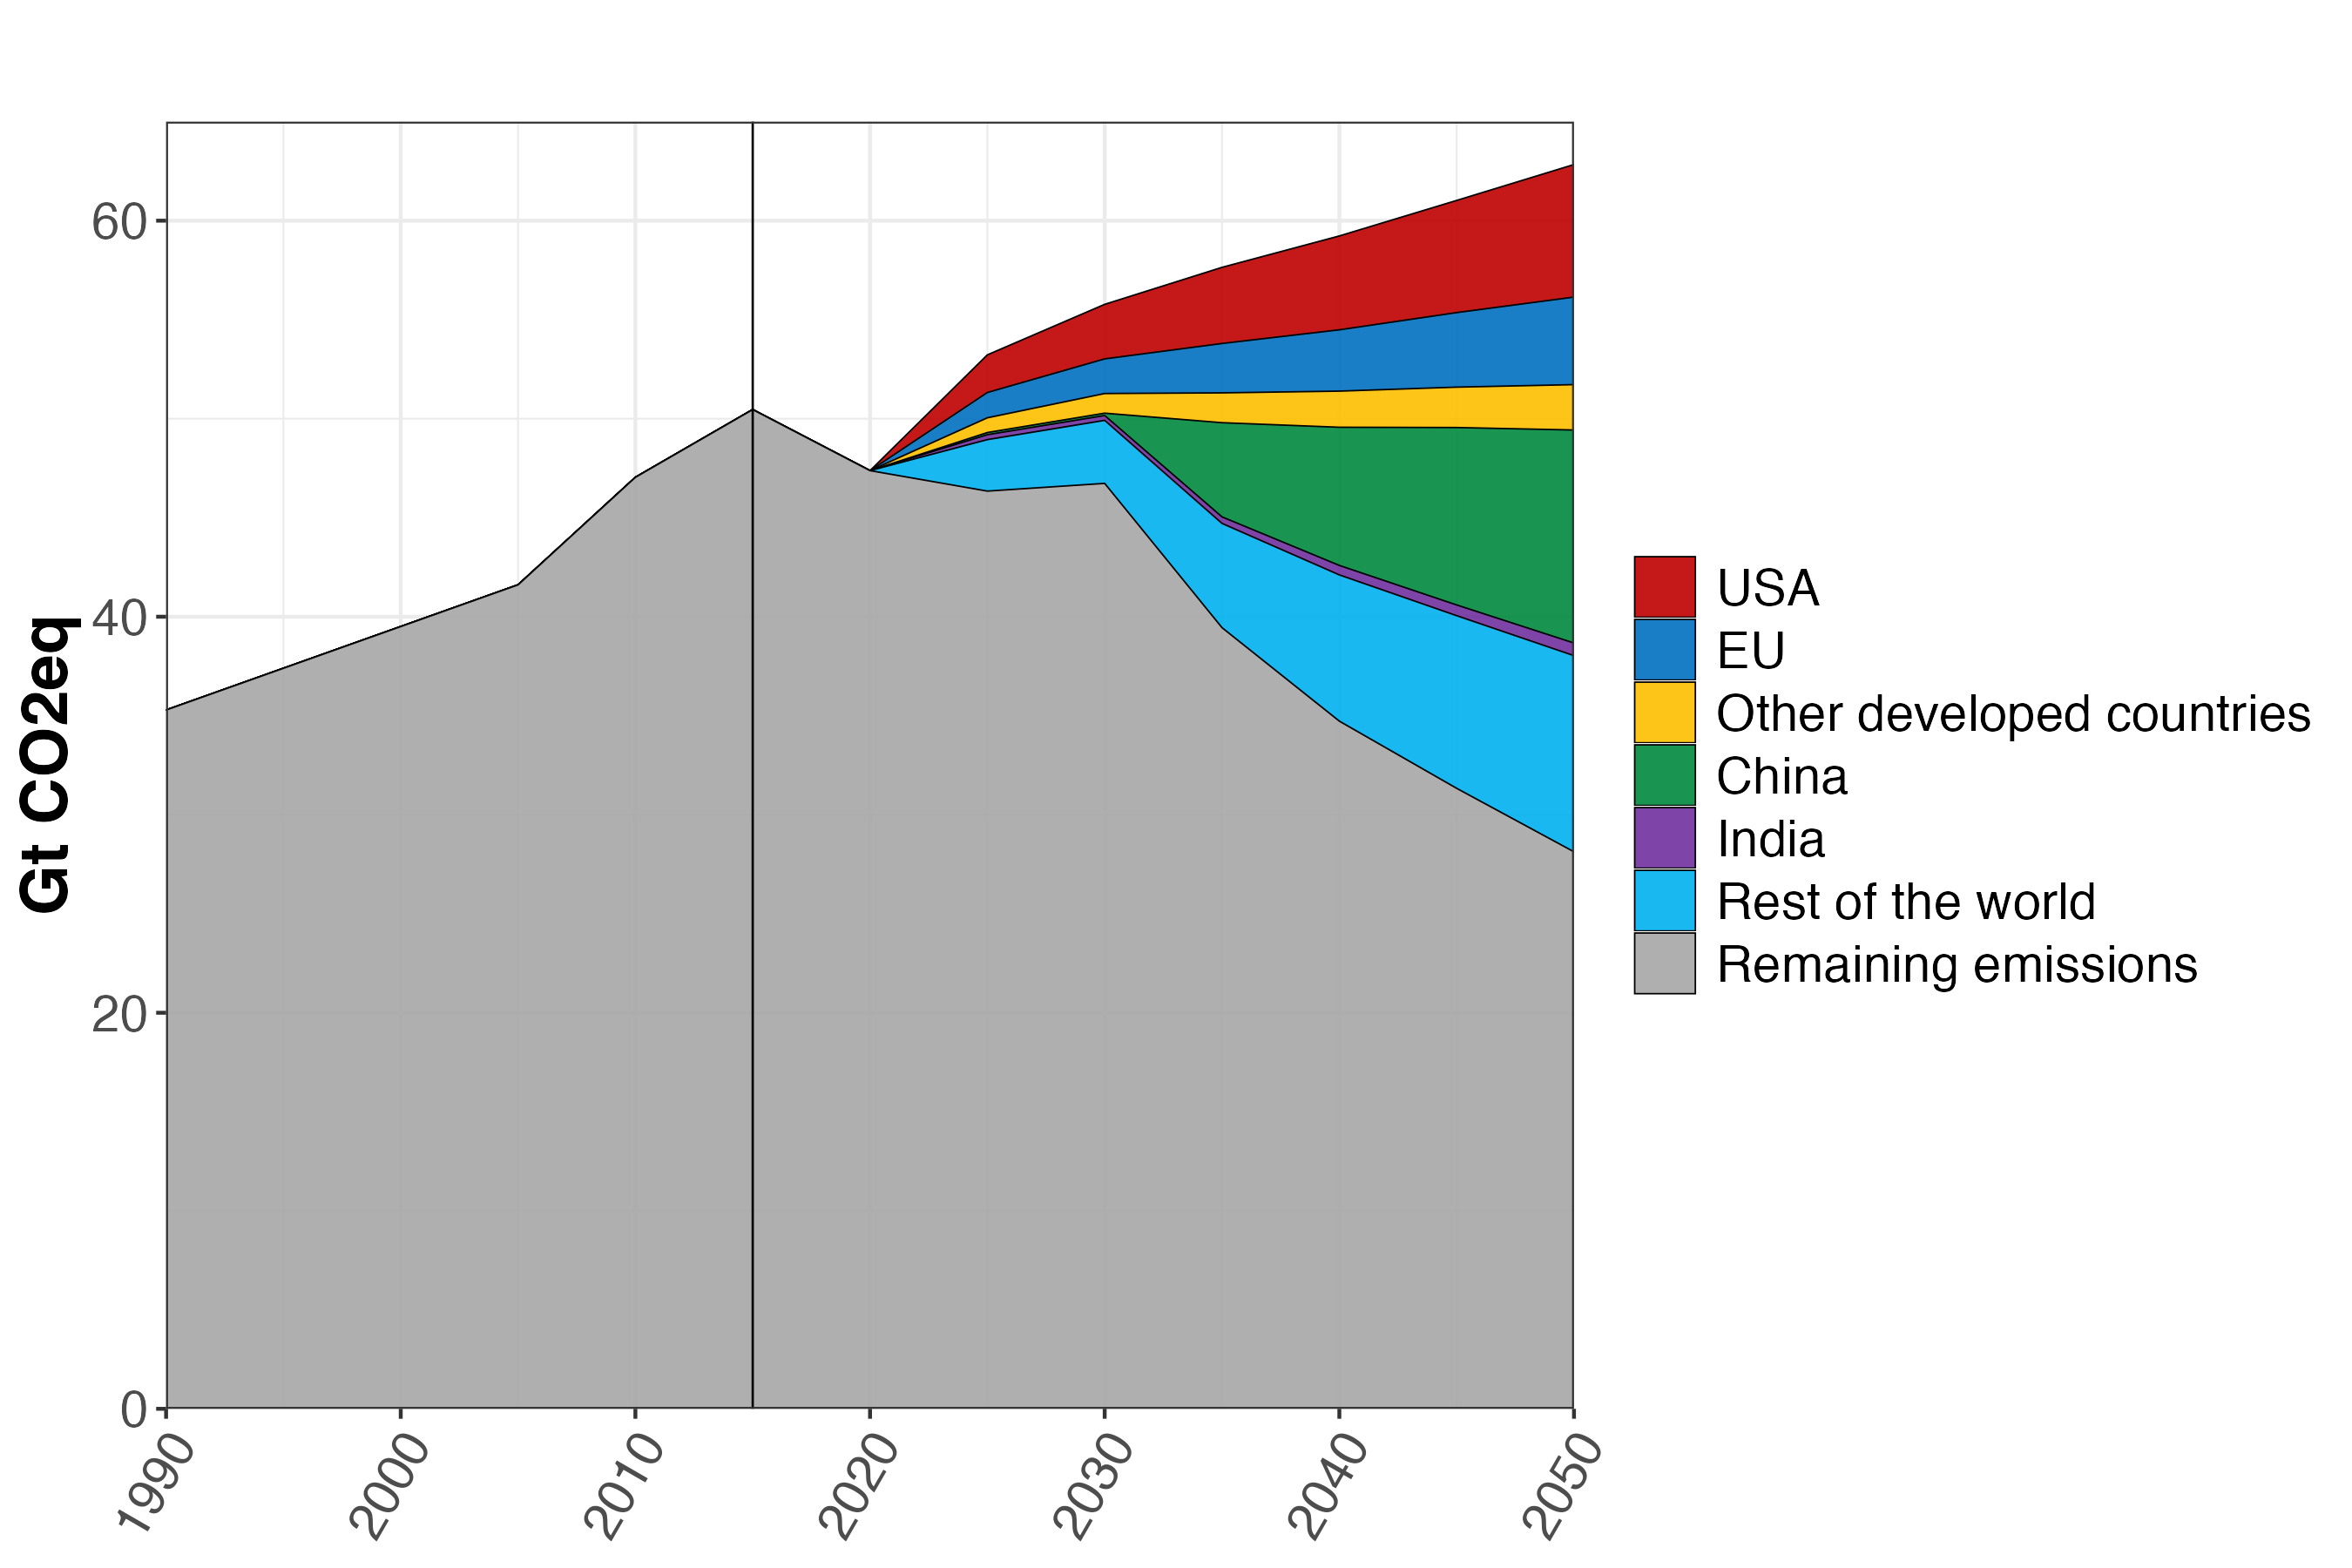 Gt CO2eq
60
40
20
0
1990
2000
2010
2020
2030
2040
2050
USA
EU
Other developed countries
China
India
Rest of the world
Remaining emissions